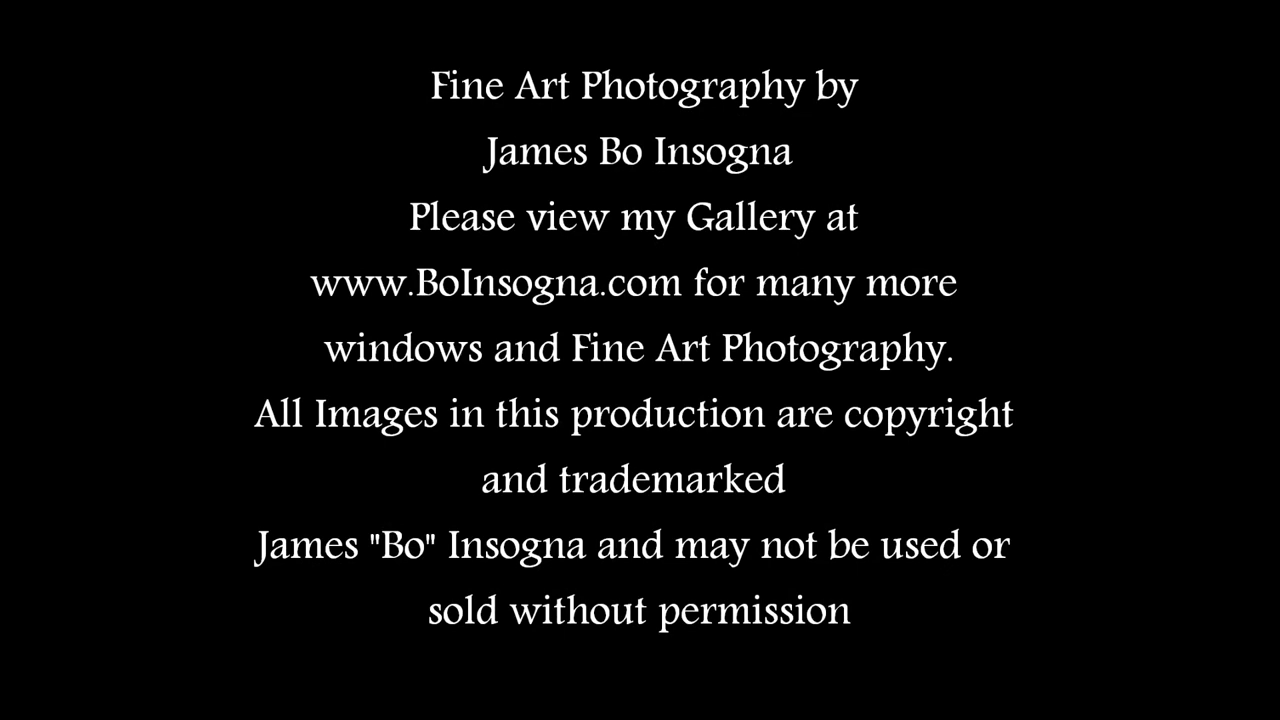 Fine Art Photography by
James Bo Insogna
Please view my Gallery at
www.BoInsogna.com for many more
windows and Fine Art Photography.
All Images in this production are copyright
and trademarked
James "Bo" Insogna and may not be used or
sold without permission